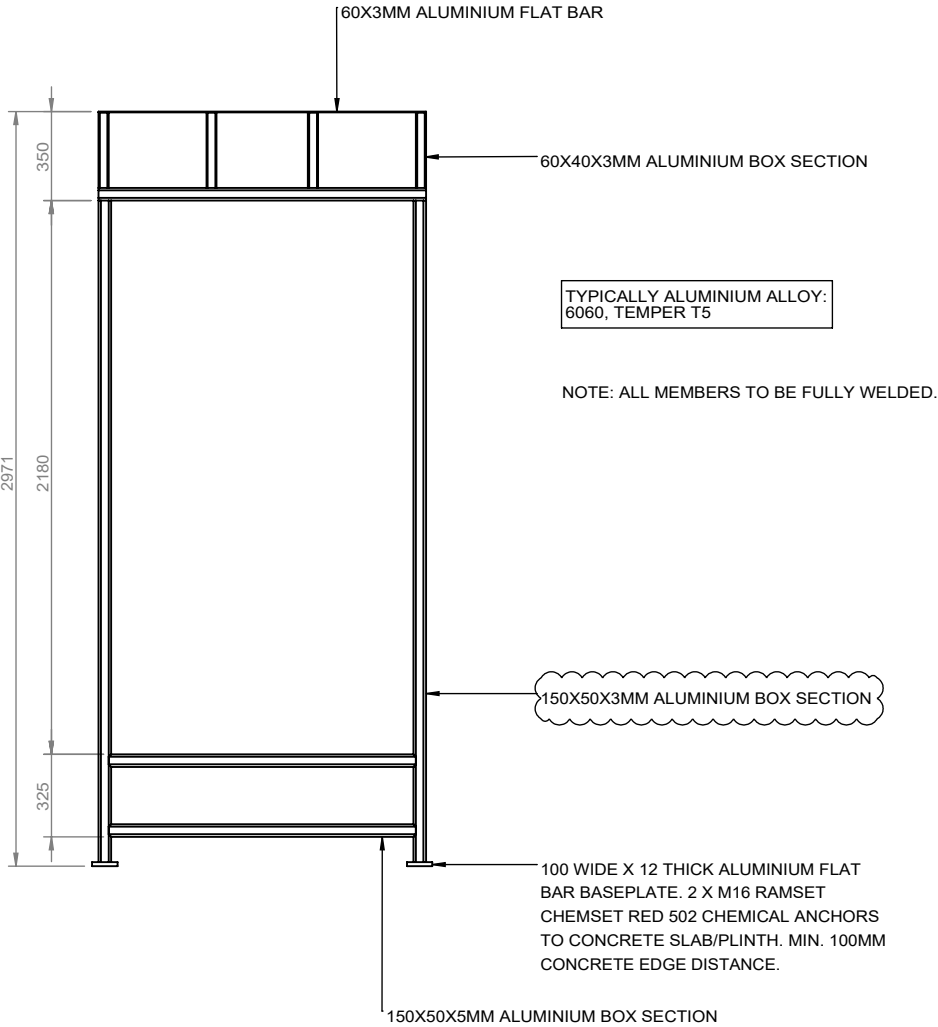 60X3MM ALUMINIUM FLAT BAR
350
60X40X3MM ALUMINIUM BOX SECTION
TYPICALLY ALUMINIUM ALLOY:
6060, TEMPER T5
NOTE: ALL MEMBERS TO BE FULLY WELDED.
2971
2180
150X50X3MM ALUMINIUM BOX SECTION
325
100 WIDE X 12 THICK ALUMINIUM FLAT
BAR BASEPLATE. 2 X M16 RAMSET
CHEMSET RED 502 CHEMICAL ANCHORS
TO CONCRETE SLAB/PLINTH. MIN. 100MM
CONCRETE EDGE DISTANCE.
150X50X5MM ALUMINIUM BOX SECTION